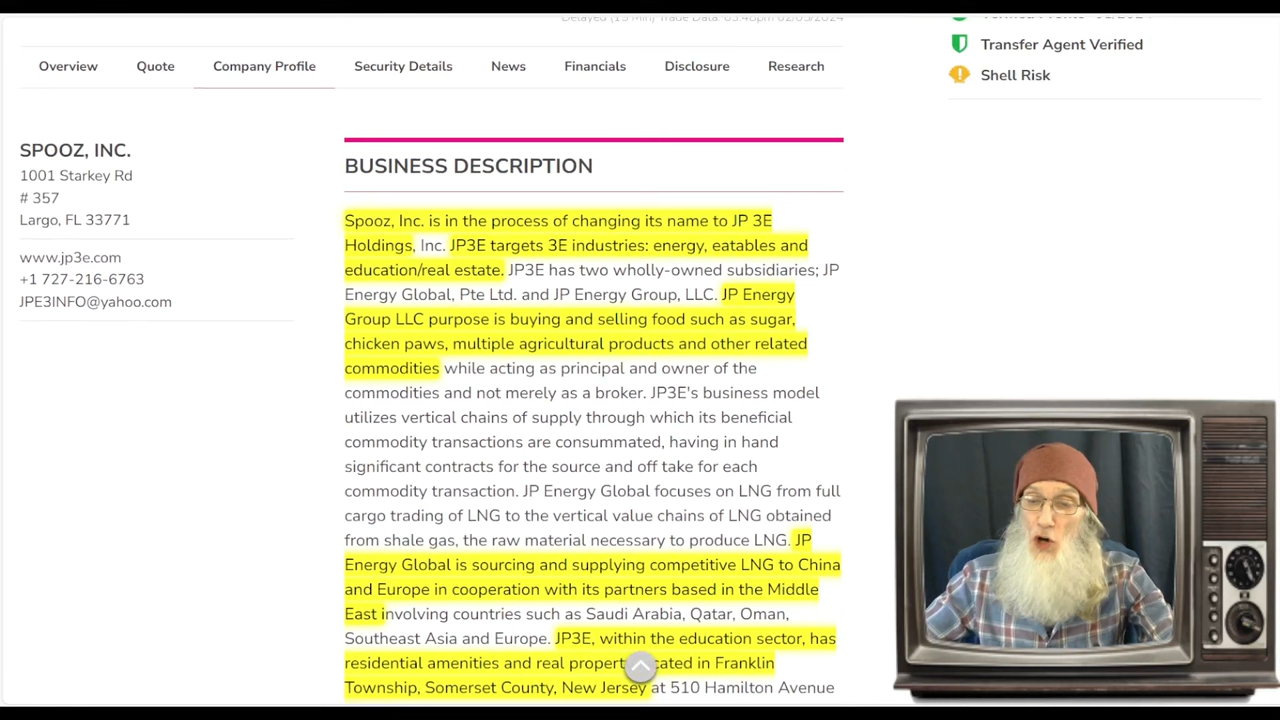 Delayed (15 Min) Trade Data: 03:48pm 02/05/2024
Transfer Agent Verified
Shell Risk
Overview Quote Company Profile Security Details News Financials Disclosure Research
SPOOZ, INC.
1001 Starkey Rd
# 357
Largo, FL 33771
www.jp3e.com
+1 727-216-6763
JPE3INFO@yahoo.com
BUSINESS DESCRIPTION
Spooz, Inc. is in the process of changing its name to JP 3E
Holdings, Inc. JP3E targets 3E industries: energy, eatables and
education/real estate. JP3E has two wholly-owned subsidiaries; JP
Energy Global, Pte Ltd. and JP Energy Group, LLC. JP Energy
Group LLC purpose is buying and selling food such as sugar,
chicken paws, multiple agricultural products and other related
commodities while acting as principal and owner of the
commodities and not merely as a broker. JP3E's business model
utilizes vertical chains of supply through which its beneficial
commodity transactions are consummated, having in hand
significant contracts for the source and off take for each
commodity transaction. JP Energy Global focuses on LNG from full
cargo trading of LNG to the vertical value chains of LNG obtained
from shale gas, the raw material necessary to produce LNG. JP
Energy Global is sourcing and supplying competitive LNG to China
and Europe in cooperation with its partners based in the Middle
East involving countries such as Saudi Arabia, Qatar, Oman,
Southeast Asia and Europe. JP3E, within the education sector, has
residential amenities and real in Franklin
Township, Somerset County, New Jersey at 510 Hamilton Avenue